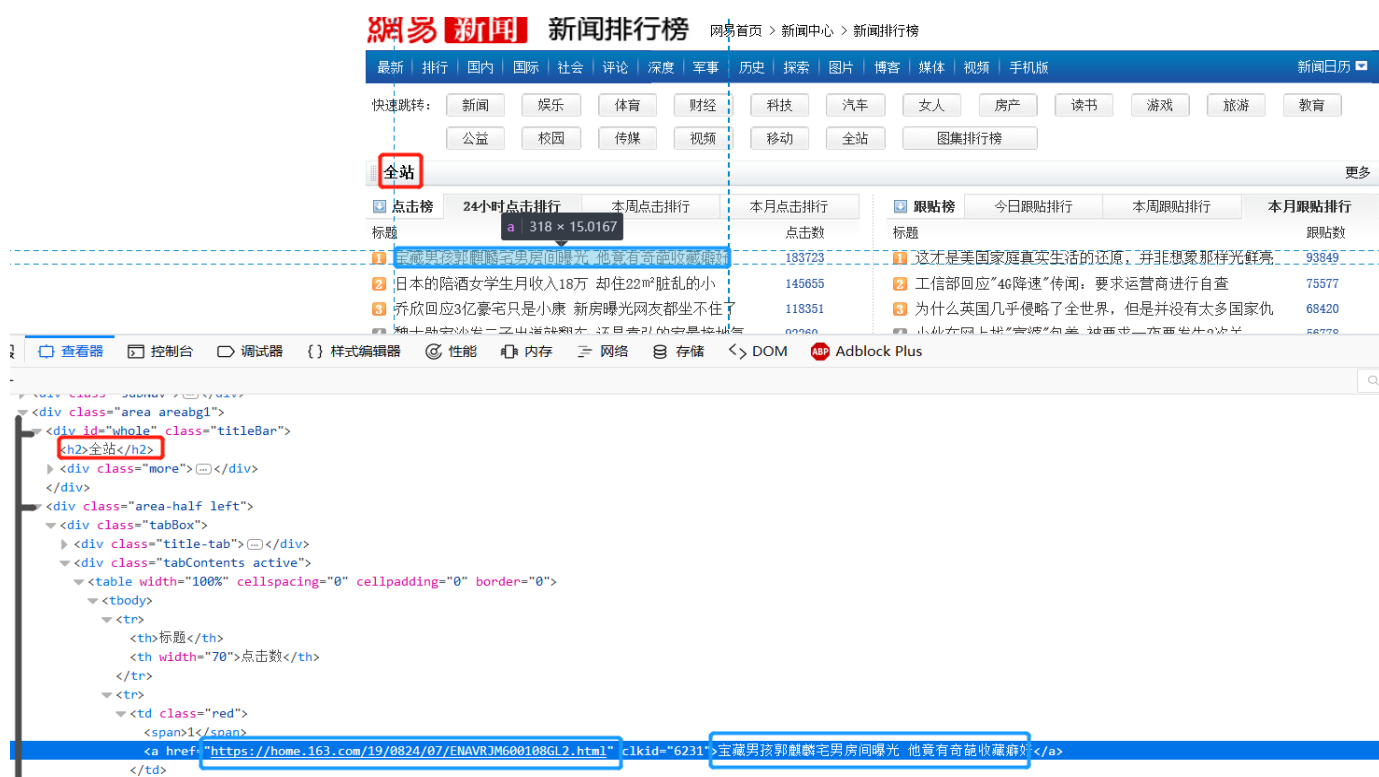 網易 新闻 新闻排行榜 网易首页 > 新闻中心 > 新闻排行榜
最新 排行 国内 国际 社会 评论 深度 军事 历史 探索 图片 博客 媒体 视频 手机版 新闻日历
快速跳转： 新闻 娱乐 体育 财经 科技 汽车 女人 房产 读书 游戏 旅游 教育
公益 校园 传媒 视频 移动 全站 图集排行榜
全站 更多
点击榜 24小时点击排行 本周点击排行 本月点击排行 跟贴榜 今日跟贴排行 本周跟贴排行 本月跟贴排行
a 318 × 15.0167
标题 点击数 标题 跟贴数
1 宝藏男孩郭麒麟宅男房间曝光 他竟有奇葩收藏癖好 183723 1 这才是美国家庭真实生活的还原，并非想象那样光鲜亮 93849
2 日本的陪酒女学生月收入18万 却住22㎡脏乱的小 145655 2 工信部回应"4G降速"传闻：要求运营商进行自查 75577
3 乔欣回应3亿豪宅只是小康 新房曝光网友都坐不住了 118351 3 为什么英国几乎侵略了全世界，但是并没有太多国家仇 68420
查看器 控制台 调试器 {} 样式编辑器 性能 内存 网络 存储 DOM ABP Adblock Plus
<div class="subNav">…</div>
<div class="area areabg1">
<div id="whole" class="titleBar">
<h2>全站</h2>
<div class="more">…</div>
</div>
<div class="area-half left">
<div class="tabBox">
<div class="title-tab">…</div>
<div class="tabContents active">
<table width="100%" cellspacing="0" cellpadding="0" border="0">
<tbody>
<tr>
<th>标题</th>
<th width="70">点击数</th>
</tr>
<tr>
<td class="red">
<span>1</span>
<a href="https://home.163.com/19/0824/07/ENAVRJM600108GL2.html" clkid="6231">宝藏男孩郭麒麟宅男房间曝光 他竟有奇葩收藏癖好</a>
</td>